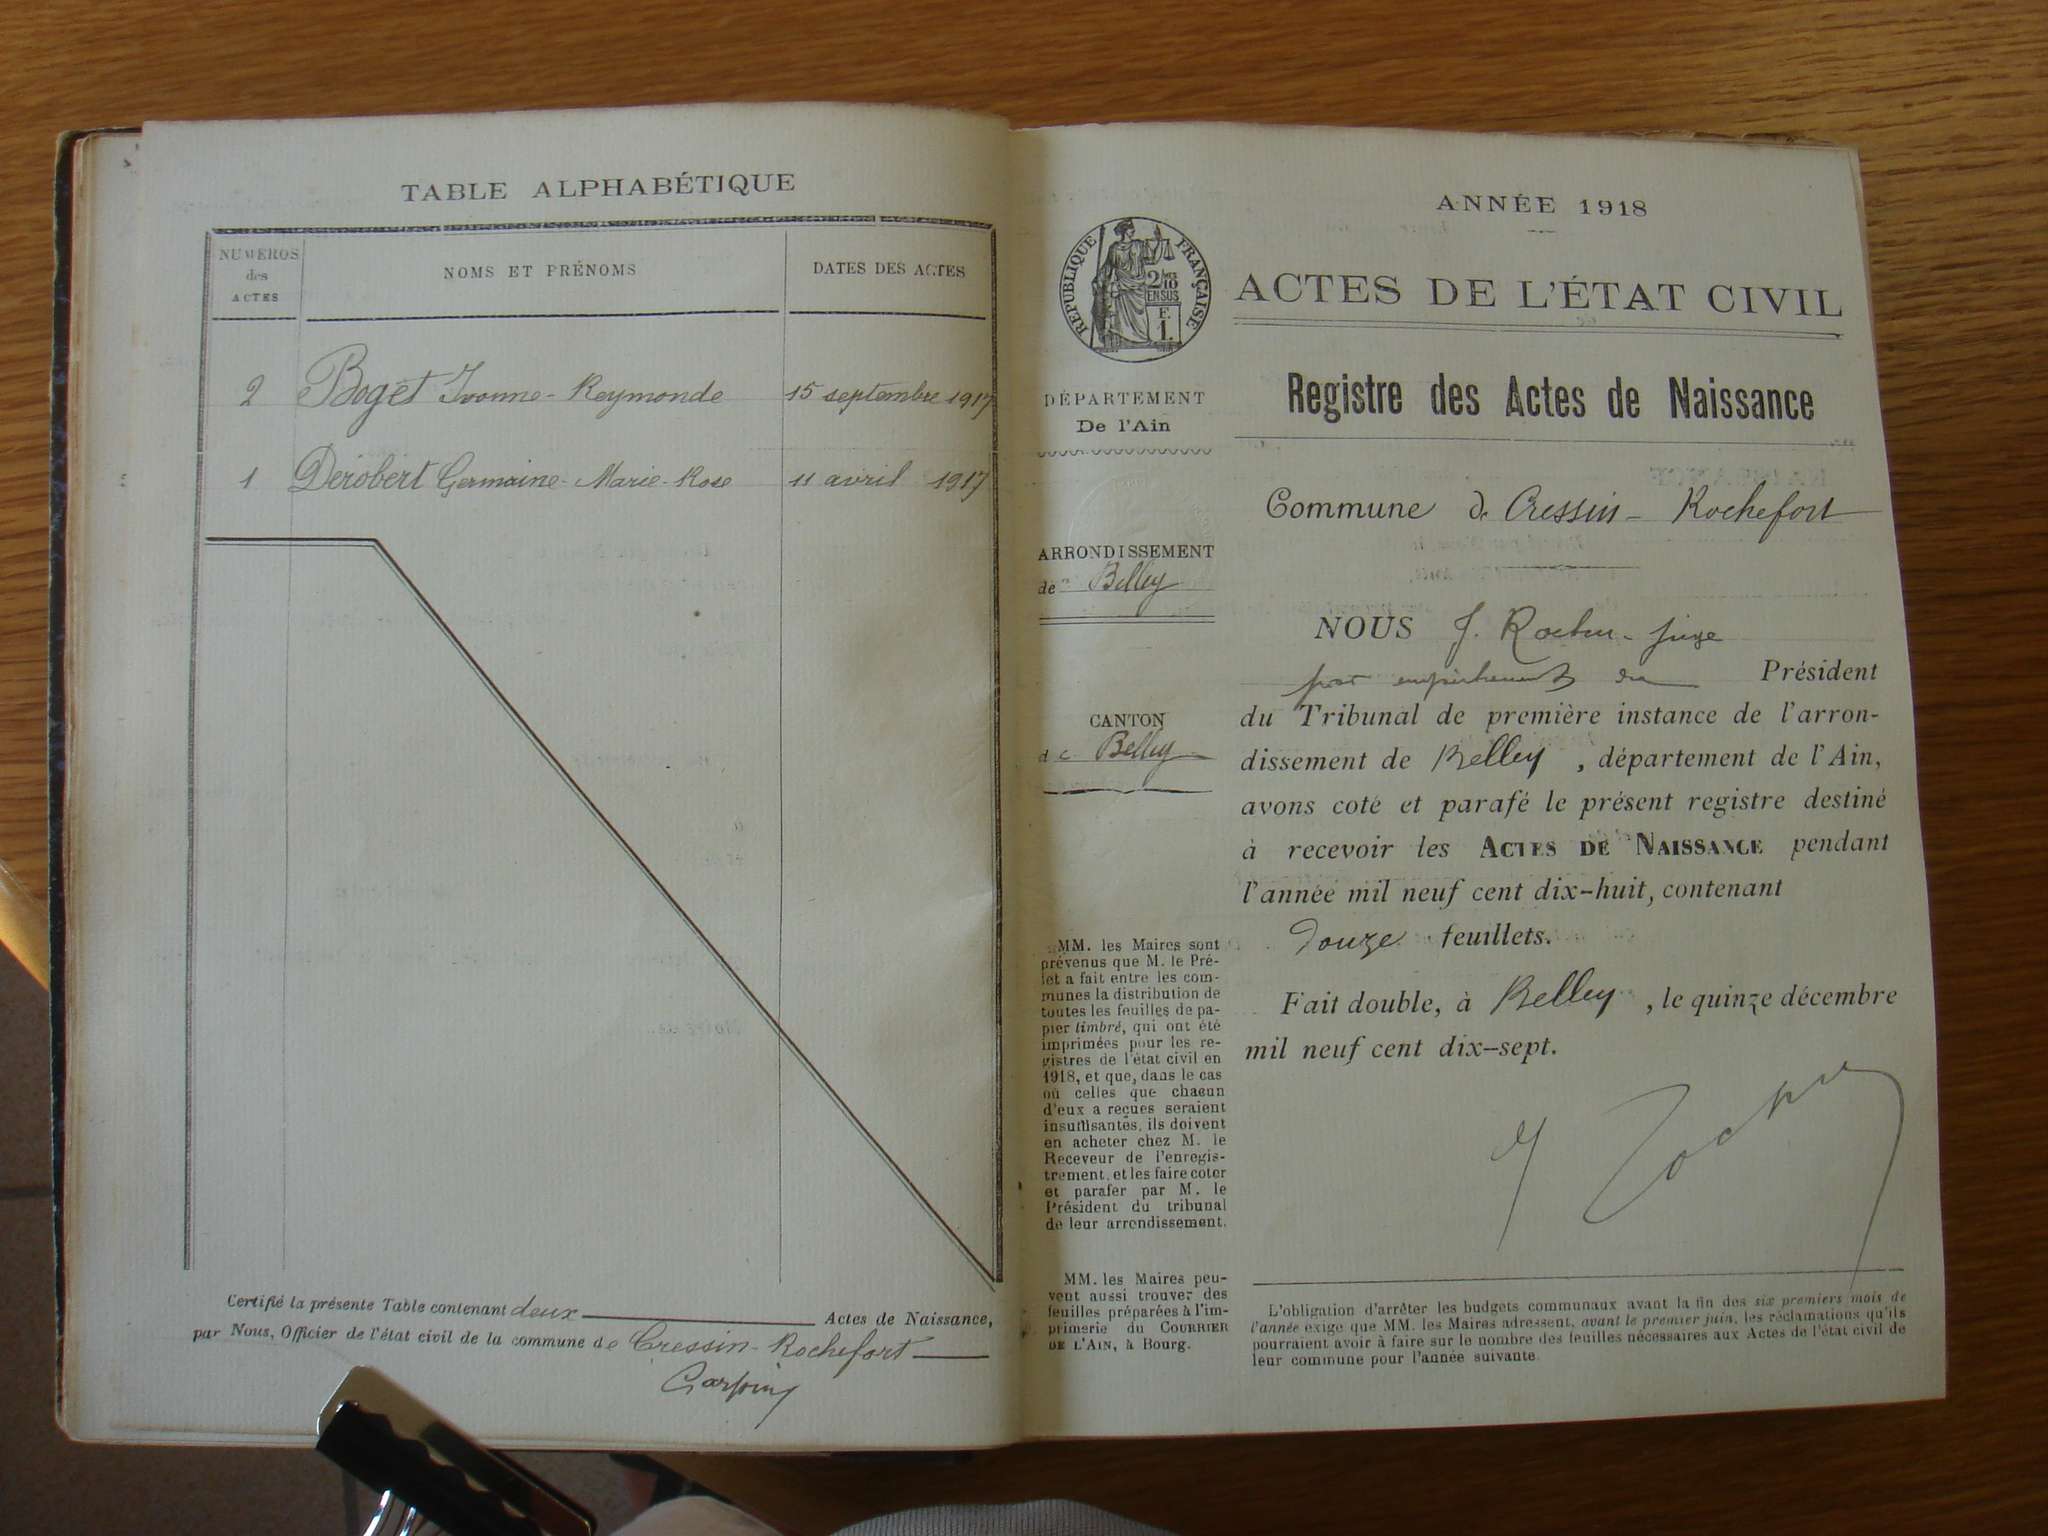 TABLE ALPHABÉTIQUE
NUMÉROS
des
ACTES
NOMS ET PRÉNOMS
DATES DES ACTES
2 Boget Ivonne-Reymonde 15 septembre 1917
1 Dérobert Germaine-Marie-Rose 11 avril 1917
Certifié la présente Table contenant deux Actes de Naissance,
par Nous, Officier de l'état civil de la commune de Cressin-Rochefort
RÉPUBLIQUE FRANÇAISE
2/10
EN SUS
F.
1.
DÉPARTEMENT
De l'Ain
ARRONDISSEMENT
de Belley
CANTON
de Belley
MM. les Maires sont
prévenus que M. le Pré-
fet a fait entre les com-
munes la distribution de
toutes les feuilles de pa-
pier timbré, qui ont été
imprimées pour les re-
gistres de l'état civil en
1918, et que, dans le cas
où celles que chacun
d'eux a reçues seraient
insuffisantes, ils doivent
en acheter chez M. le
Receveur de l'enregis-
trement, et les faire coter
et parafer par M. le
Président du tribunal
de leur arrondissement.
MM. les Maires peu-
vent aussi trouver des
feuilles préparées à l'im-
primerie du COURRIER
DE L'AIN, à Bourg.
ANNÉE 1918
ACTES DE L'ÉTAT CIVIL
Registre des Actes de Naissance
Commune de Cressin-Rochefort
NOUS J. juge
par empêchement du Président
du Tribunal de première instance de l'arron-
dissement de Belley, département de l'Ain,
avons coté et parafé le présent registre destiné
à recevoir les ACTES DE NAISSANCE pendant
l'année mil neuf cent dix-huit, contenant
Douze feuillets.
Fait double, à Belley, le quinze décembre
mil neuf cent dix-sept.
L'obligation d'arrêter les budgets communaux avant la fin des six premiers mois de
l'année exige que MM. les Maires adressent, avant le premier juin, les réclamations qu'ils
pourraient avoir à faire sur le nombre des feuilles nécessaires aux Actes de l'état civil de
leur commune pour l'année suivante.